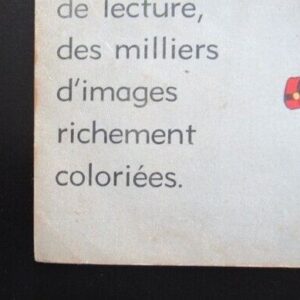 de lecture,
des milliers
d'images
richement
coloriées.